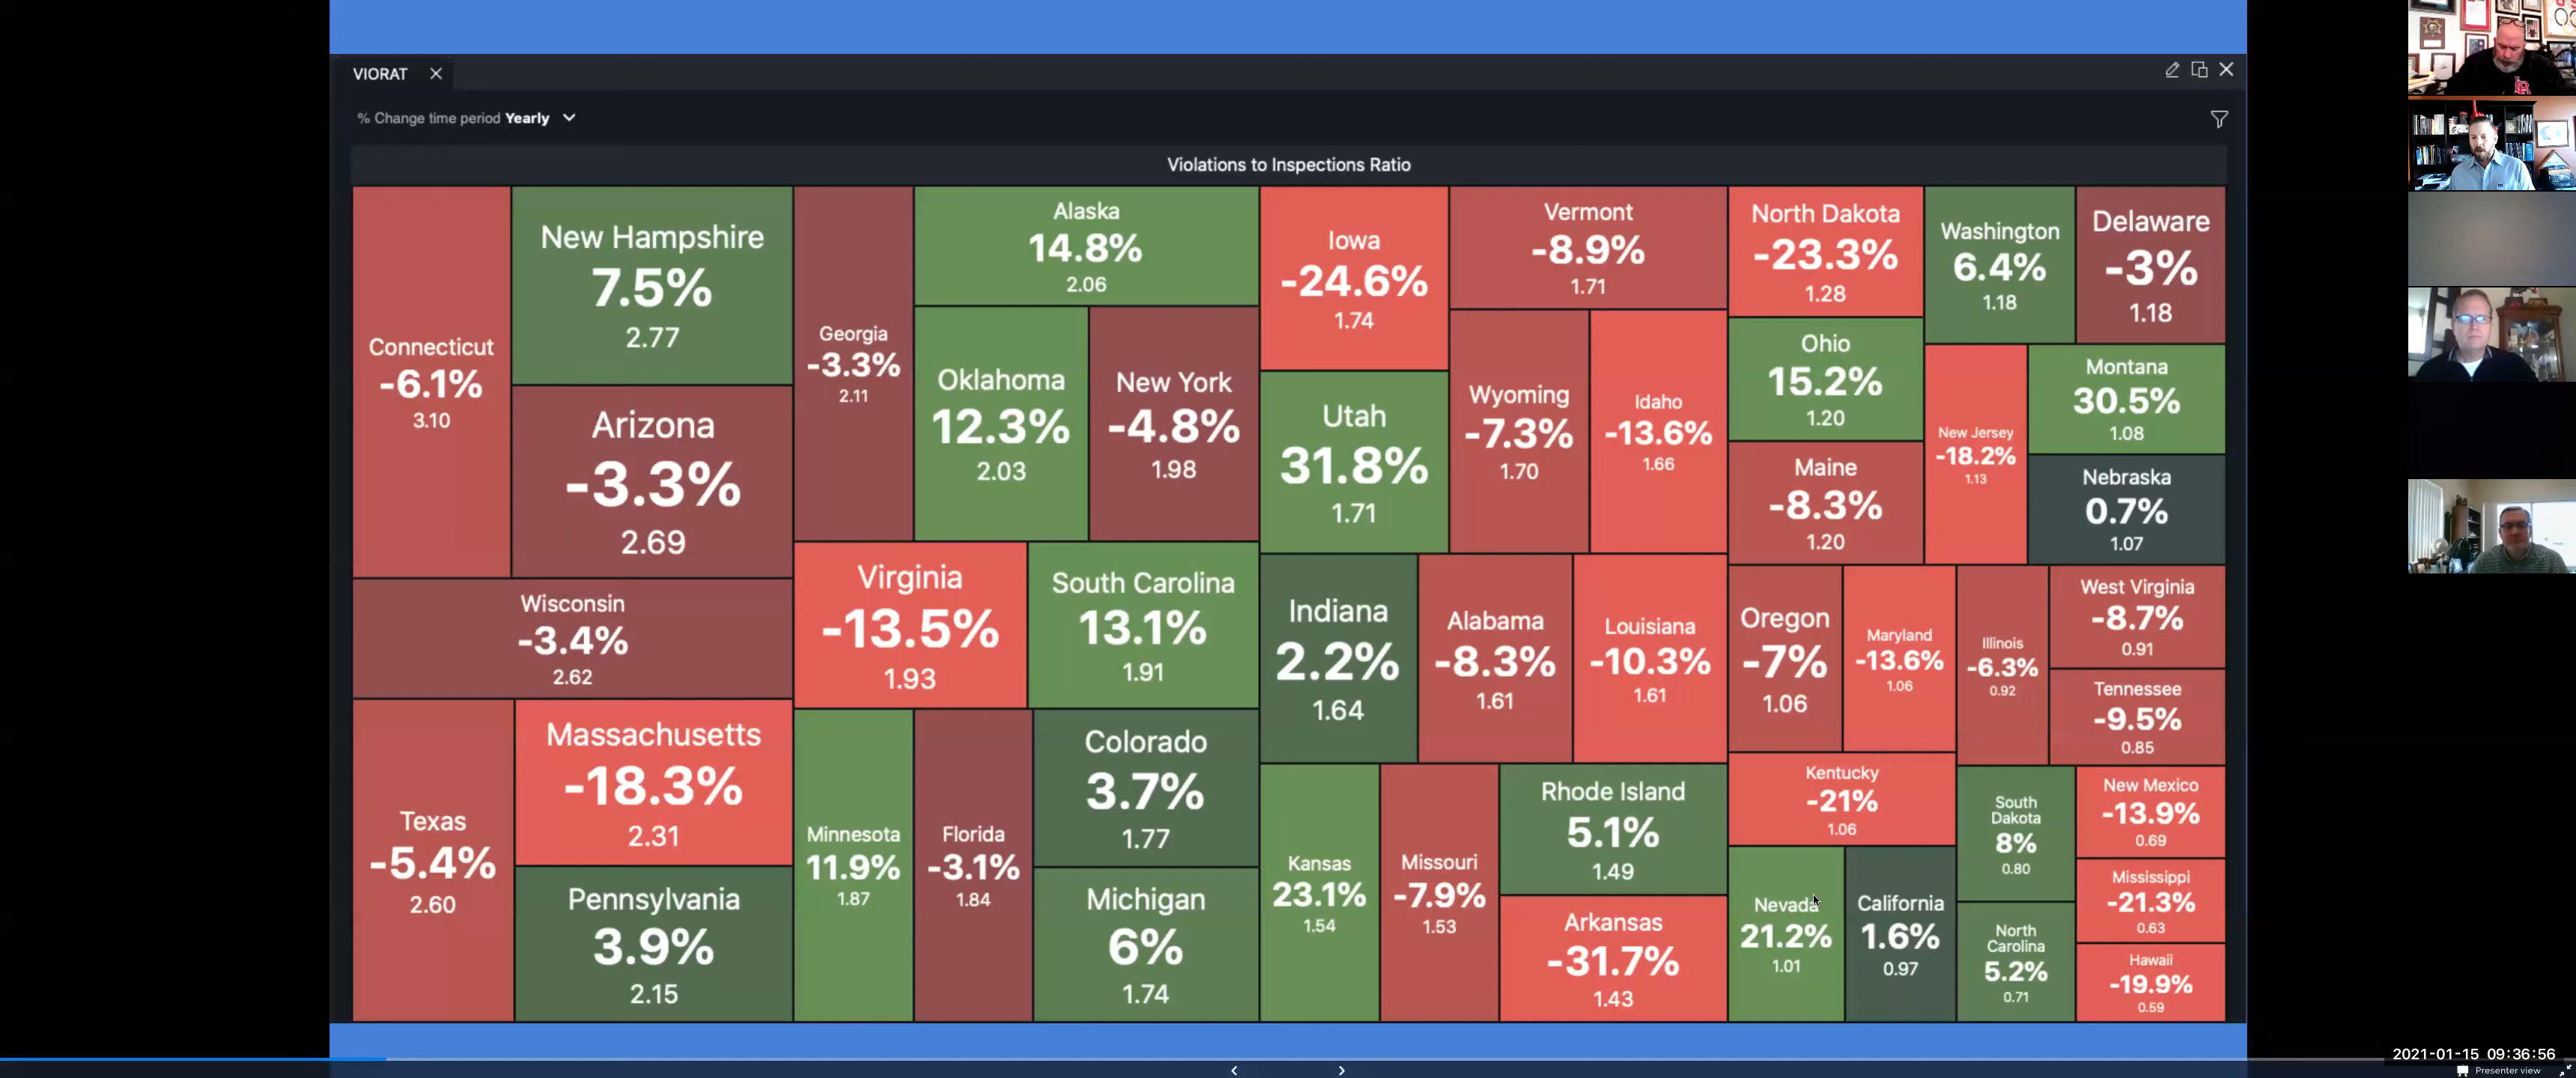 VIORAT
% Change time period Yearly
Violations to Inspections Ratio
Connecticut
-6.1%
3.10
New Hampshire
7.5%
2.77
Arizona
-3.3%
2.69
Wisconsin
-3.4%
2.62
Texas
-5.4%
2.60
Massachusetts
-18.3%
2.31
Pennsylvania
3.9%
2.15
Georgia
-3.3%
2.11
Alaska
14.8%
2.06
Oklahoma
12.3%
2.03
New York
-4.8%
1.98
Virginia
-13.5%
1.93
South Carolina
13.1%
1.91
Minnesota
11.9%
1.87
Florida
-3.1%
1.84
Colorado
3.7%
1.77
Michigan
6%
1.74
Iowa
-24.6%
1.74
Utah
31.8%
1.71
Vermont
-8.9%
1.71
Wyoming
-7.3%
1.70
Idaho
-13.6%
1.66
Indiana
2.2%
1.64
Alabama
-8.3%
1.61
Louisiana
-10.3%
1.61
Kansas
23.1%
1.54
Missouri
-7.9%
1.53
Rhode Island
5.1%
1.49
Arkansas
-31.7%
1.43
North Dakota
-23.3%
1.28
Ohio
15.2%
1.20
Maine
-8.3%
1.20
Washington
6.4%
1.18
Delaware
-3%
1.18
New Jersey
-18.2%
1.13
Montana
30.5%
1.08
Nebraska
0.7%
1.07
Oregon
-7%
1.06
Maryland
-13.6%
1.06
Kentucky
-21%
1.06
Nevada
21.2%
1.01
California
1.6%
0.97
Illinois
-6.3%
0.92
West Virginia
-8.7%
0.91
Tennessee
-9.5%
0.85
South
Dakota
8%
0.80
North
Carolina
5.2%
0.71
New Mexico
-13.9%
0.69
Mississippi
-21.3%
0.63
Hawaii
-19.9%
0.59
2021-01-15 09:36:56
Presenter view